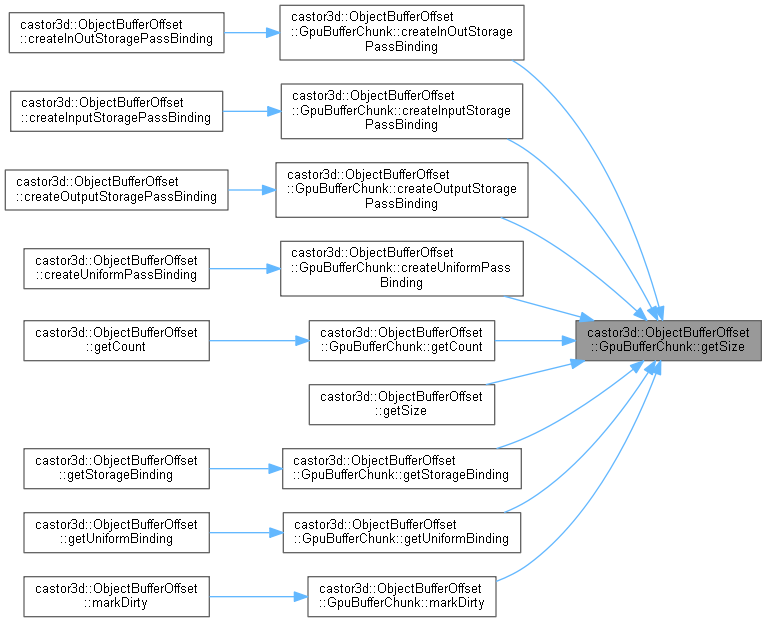 castor3d::ObjectBufferOffset
::createInOutStoragePassBinding
castor3d::ObjectBufferOffset
::GpuBufferChunk::createInOutStorage
PassBinding
castor3d::ObjectBufferOffset
::createInputStoragePassBinding
castor3d::ObjectBufferOffset
::GpuBufferChunk::createInputStorage
PassBinding
castor3d::ObjectBufferOffset
::createOutputStoragePassBinding
castor3d::ObjectBufferOffset
::GpuBufferChunk::createOutputStorage
PassBinding
castor3d::ObjectBufferOffset
::createUniformPassBinding
castor3d::ObjectBufferOffset
::GpuBufferChunk::createUniformPass
Binding
castor3d::ObjectBufferOffset
::getCount
castor3d::ObjectBufferOffset
::GpuBufferChunk::getCount
castor3d::ObjectBufferOffset
::GpuBufferChunk::getSize
castor3d::ObjectBufferOffset
::getSize
castor3d::ObjectBufferOffset
::getStorageBinding
castor3d::ObjectBufferOffset
::GpuBufferChunk::getStorageBinding
castor3d::ObjectBufferOffset
::getUniformBinding
castor3d::ObjectBufferOffset
::GpuBufferChunk::getUniformBinding
castor3d::ObjectBufferOffset
::markDirty
castor3d::ObjectBufferOffset
::GpuBufferChunk::markDirty